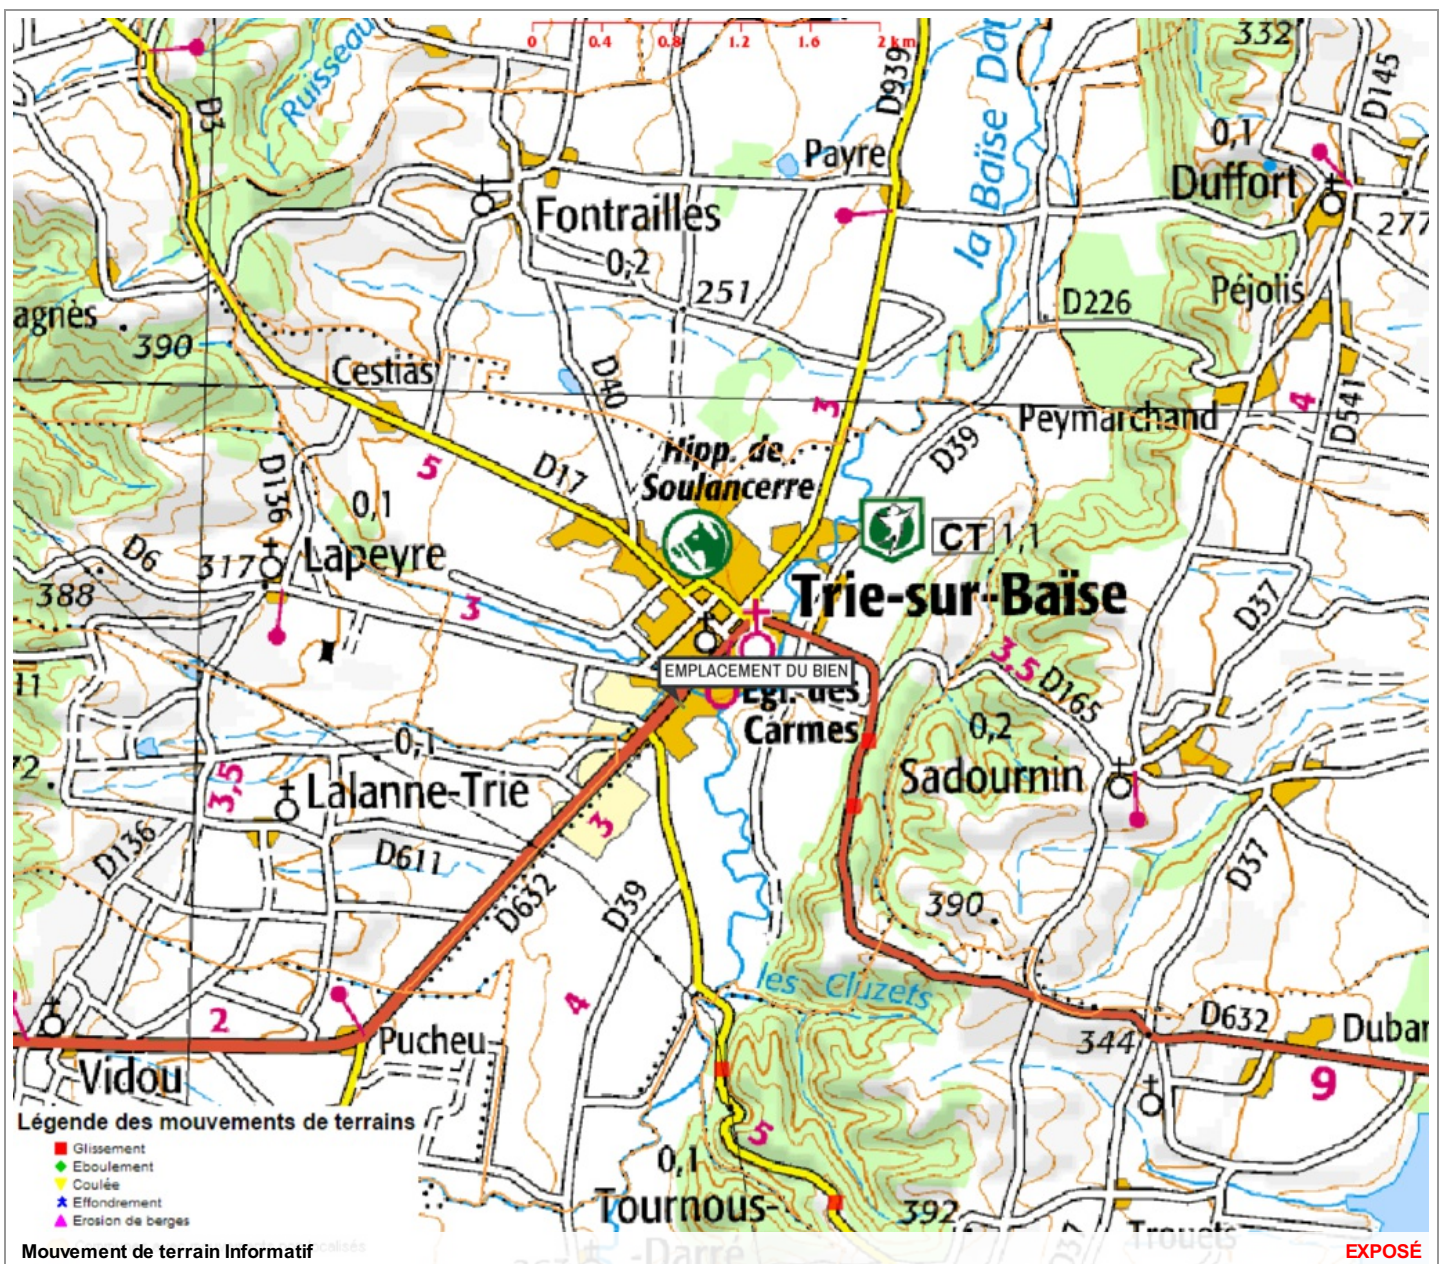 0 0.4 0.8 1.2 1.6 2 km
332
D145
Ruisseau
D3
D939
Payre
0,1
Duffort
la Baïse Dar
Fontrailles
277
0,2
251
Péjolis
D226
agnès
390
Cestias
D40
3
4
D541
Peymarchand
Hipp. de
Soulancerre
5
D17
D39
D136
0,1
CT 1,1
D6
317
Lapeyre
388
3
Trie-sur-Baïse
D37
3,5
D165
EMPLACEMENT DU BIEN
Egl. des
Carmes
11
0,1
0,2
72
3,5
Lalanne-Trie
Sadournin
3
D136
D611
D632
D39
390
D37
les Cluzets
4
2
Pucheu
D632
Dubar
344
Vidou
9
Légende des mouvements de terrains
Glissement
Eboulement
Coulée
Effondrement
Erosion de berges
5
0,1
Tournous-
-Darré
392
D37
Trouets
Mouvement de terrain Informatif
EXPOSÉ